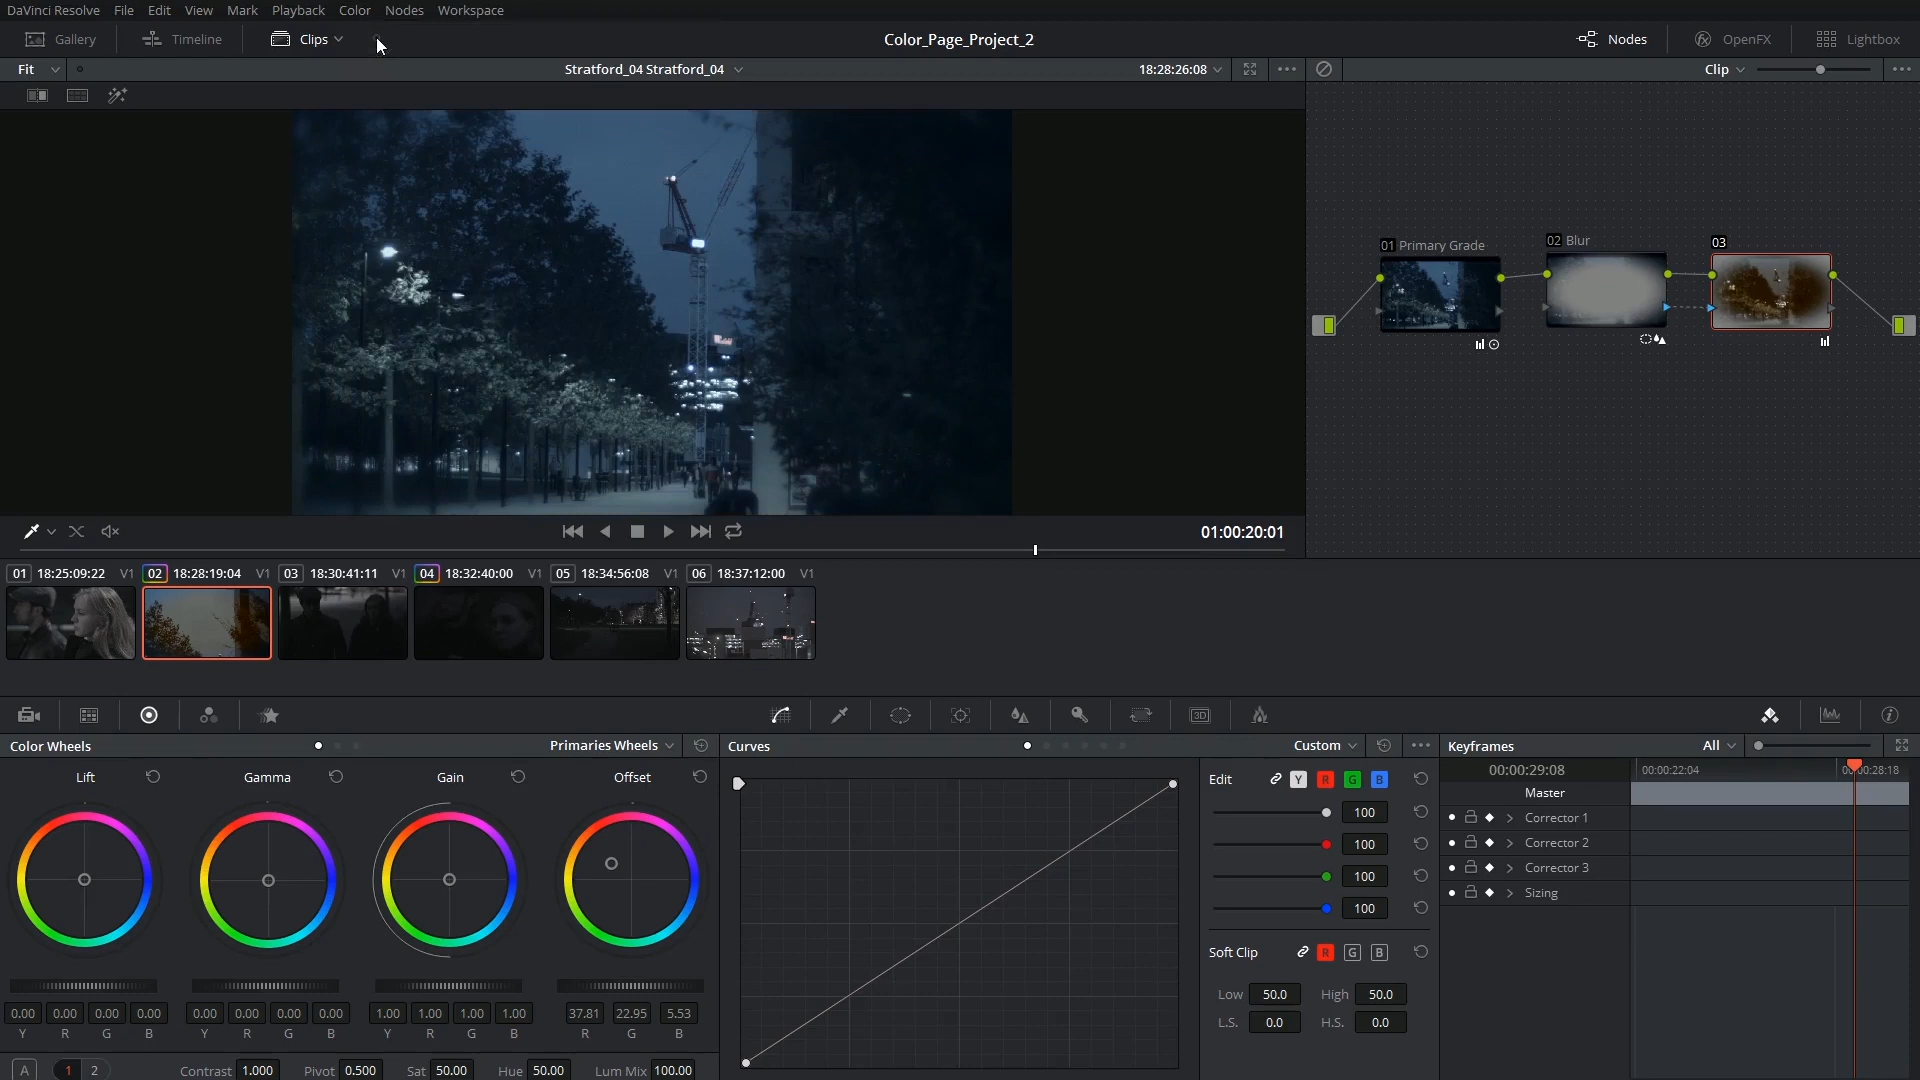 DaVinci Resolve File Edit View Mark Playback Color Nodes Workspace
Gallery Timeline Clips Color_Page_Project_2 Nodes OpenFX Lightbox
Fit Stratford_04 Stratford_04 18:28:26:08 Clip
01 Primary Grade 02 Blur 03
01:00:20:01
01 18:25:09:22 V1 02 18:28:19:04 V1 03 18:30:41:11 V1 04 18:32:40:00 V1 05 18:34:56:08 V1 06 18:37:12:00 V1
3D
Color Wheels Primaries Wheels Curves Custom Keyframes All
Lift Gamma Gain Offset
Edit Y R G B
00:00:29:08 00:00:22:04 00:00:28:18
Master
100
Corrector 1
100
Corrector 2
100
Corrector 3
100
Sizing
Soft Clip R G B
Low 50.0 High 50.0
L.S. 0.0 H.S. 0.0
0.00 0.00 0.00 0.00 0.00 0.00 0.00 0.00 1.00 1.00 1.00 1.00 37.81 22.95 5.53
Y R G B Y R G B Y R G B R G B
A 1 2 Contrast 1.000 Pivot 0.500 Sat 50.00 Hue 50.00 Lum Mix 100.00